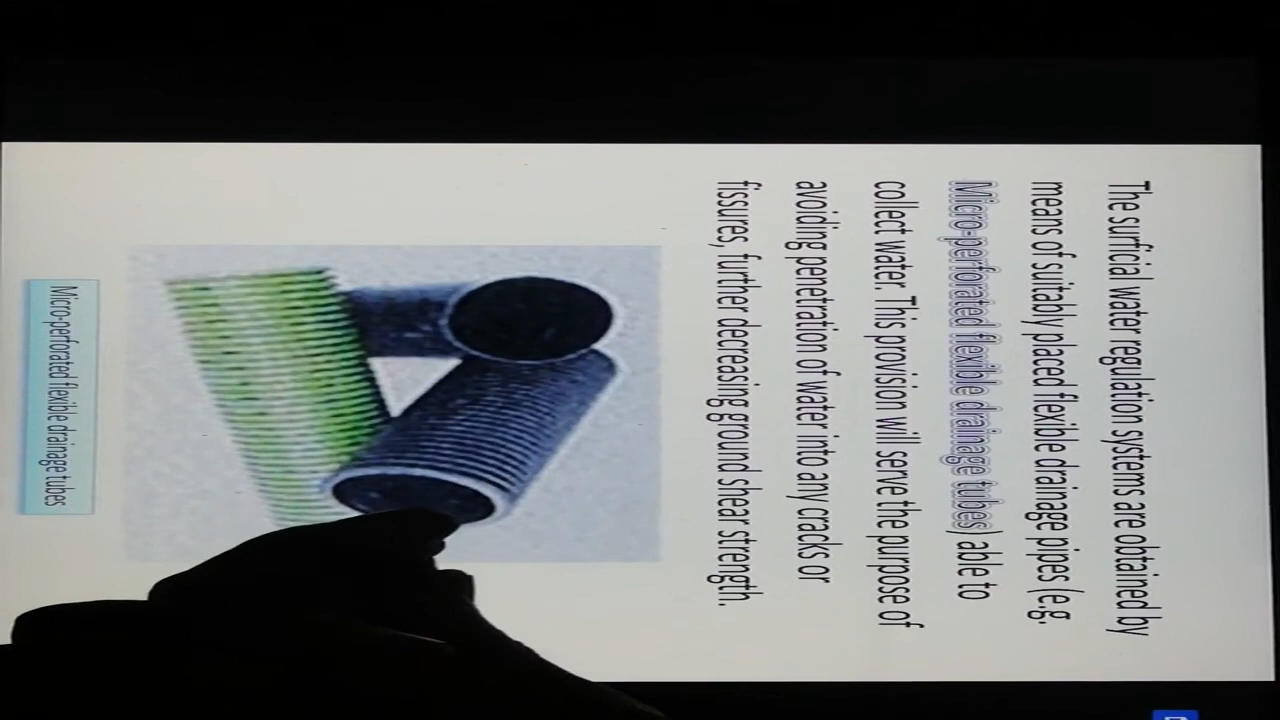 The surficial water regulation systems are obtained by
means of suitably placed flexible drainage pipes (e.g.
Micro-perforated flexible drainage tubes) able to
collect water. This provision will serve the purpose of
avoiding penetration of water into any cracks or
fissures, further decreasing ground shear strength.
Micro-perforated flexible drainage tubes